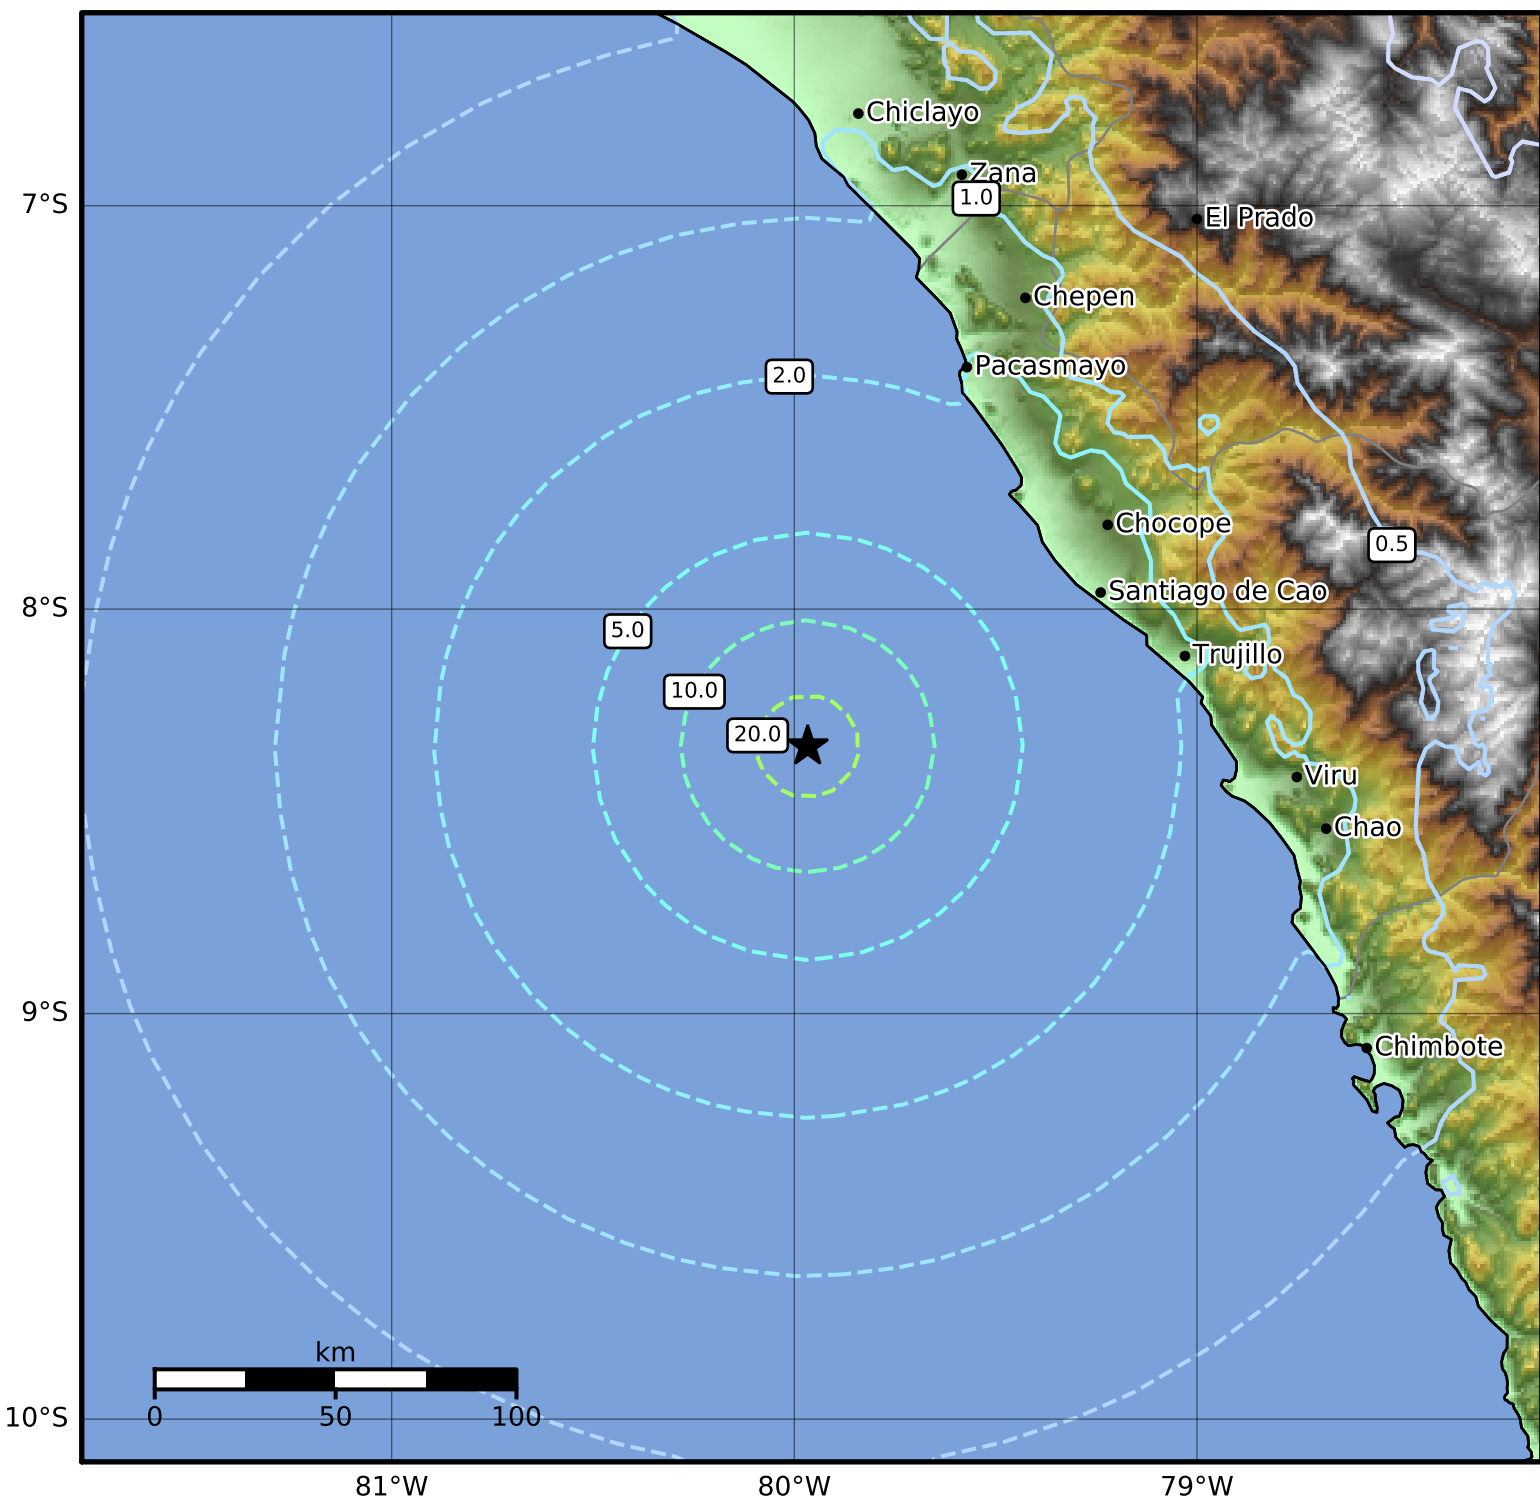 Chiclayo
Zana
1.0
7°S
El Prado
Chepen
Pacasmayo
2.0
Chocope
0.5
Santiago de Cao
8°S
5.0
Trujillo
10.0
20.0
Viru
Chao
9°S
Chimbote
km
0 50 100
10°S
81°W 80°W 79°W